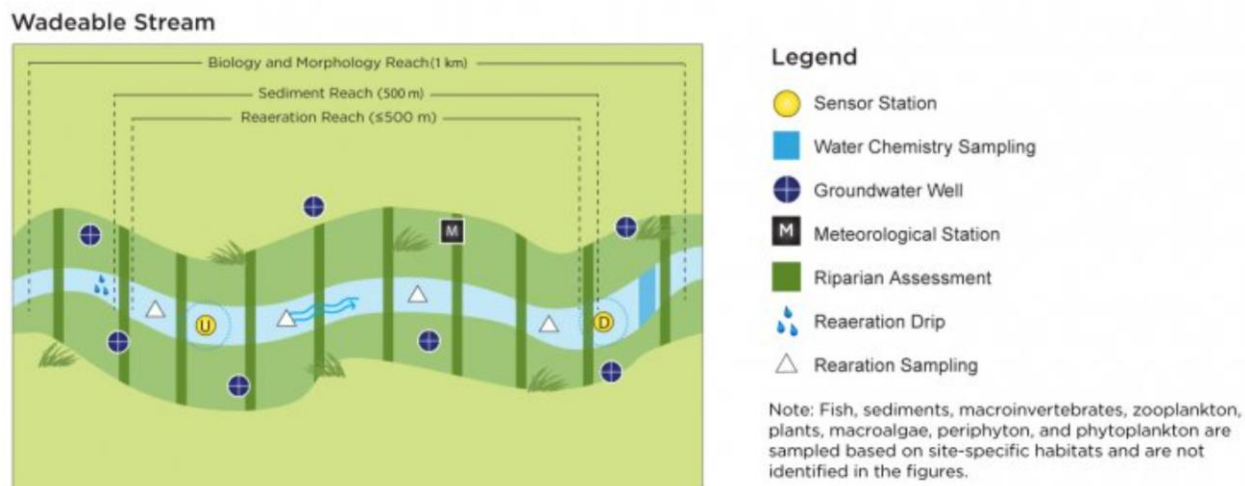 Wadeable Stream
Biology and Morphology Reach(1 km)
Sediment Reach (500 m)
Reaeration Reach (≤500 m)
M
U
D
Legend
Sensor Station
Water Chemistry Sampling
Groundwater Well
M Meteorological Station
Riparian Assessment
Reaeration Drip
Rearation Sampling
Note: Fish, sediments, macroinvertebrates, zooplankton,
plants, macroalgae, periphyton, and phytoplankton are
sampled based on site-specific habitats and are not
identified in the figures.